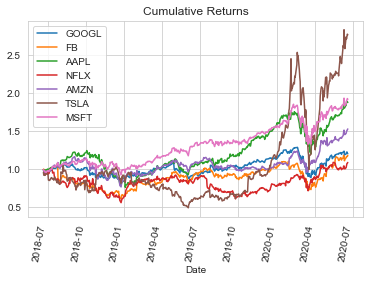 Cumulative Returns
GOOGL
FB
AAPL
NFLX
AMZN
TSLA
MSFT
2.5
2.0
1.5
1.0
0.5
2018-07
2018-10
2019-01
2019-04
2019-07
2019-10
2020-01
2020-04
2020-07
Date